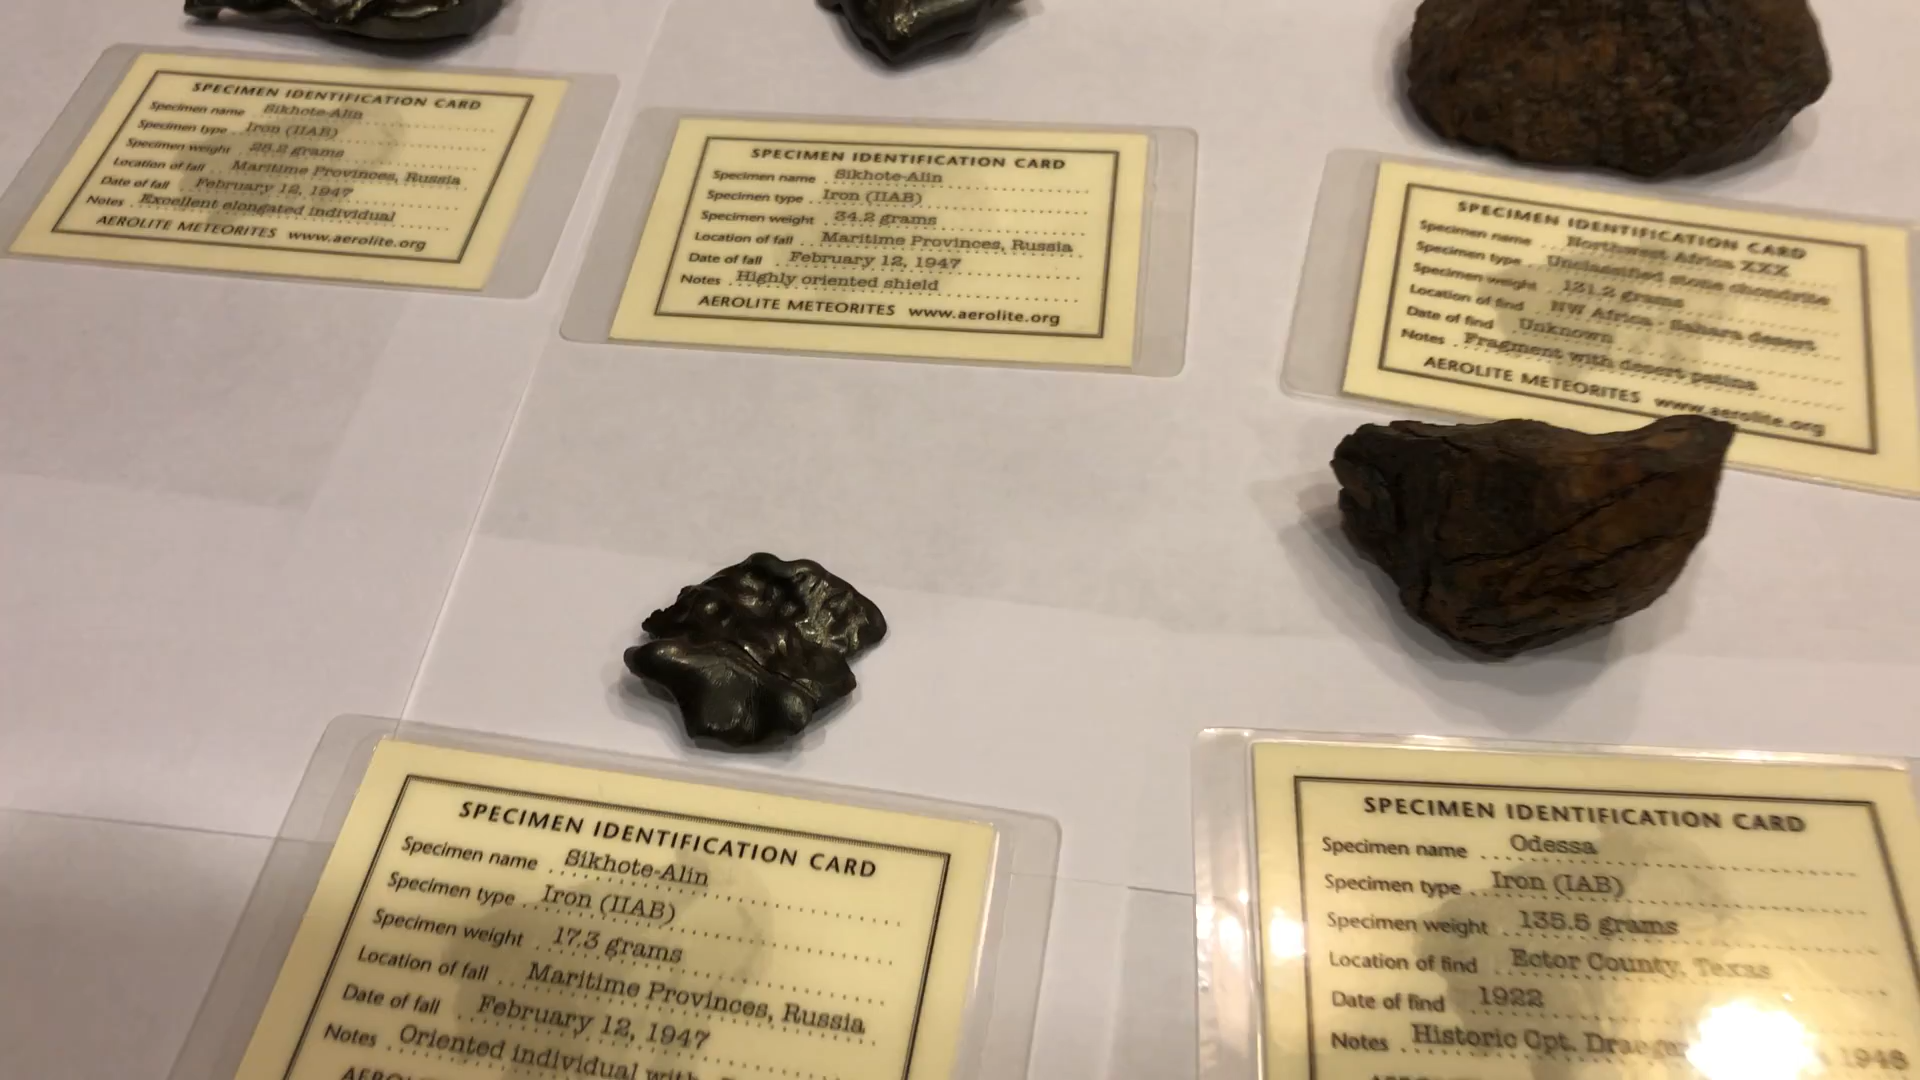 SPECIMEN IDENTIFICATION CARD
Specimen name Sikhote-Alin
Specimen type Iron (IIAB)
Specimen weight grams
Location of fall Maritime Provinces, Russia
Date of fall February 12, 1947
Notes Excellent elongated individual
AEROLITE METEORITES www.aerolite.org
SPECIMEN IDENTIFICATION CARD
Specimen name Sikhote-Alin
Specimen type Iron (IIAB)
Specimen weight 34.2 grams
Location of fall Maritime Provinces, Russia
Date of fall February 12, 1947
Notes Highly oriented shield
AEROLITE METEORITES www.aerolite.org
SPECIMEN IDENTIFICATION CARD
Specimen name Northwest Africa XXX
Specimen type Unclassified stone chondrite
Specimen weight 131.2 grams
Location of find NW Africa - Sahara desert
Date of find Unknown
Notes Fragment with desert patina
AEROLITE METEORITES www.aerolite.org
SPECIMEN IDENTIFICATION CARD
Specimen name Sikhote-Alin
Specimen type Iron (IIAB)
Specimen weight 17.3 grams
Location of fall Maritime Provinces, Russia
Date of fall February 12, 1947
Notes Oriented individual with
SPECIMEN IDENTIFICATION CARD
Specimen name Odessa
Specimen type Iron (IAB)
Specimen weight 135.5 grams
Location of find Ector County, Texas
Date of find 1922
Notes Historic Cpt. 1948